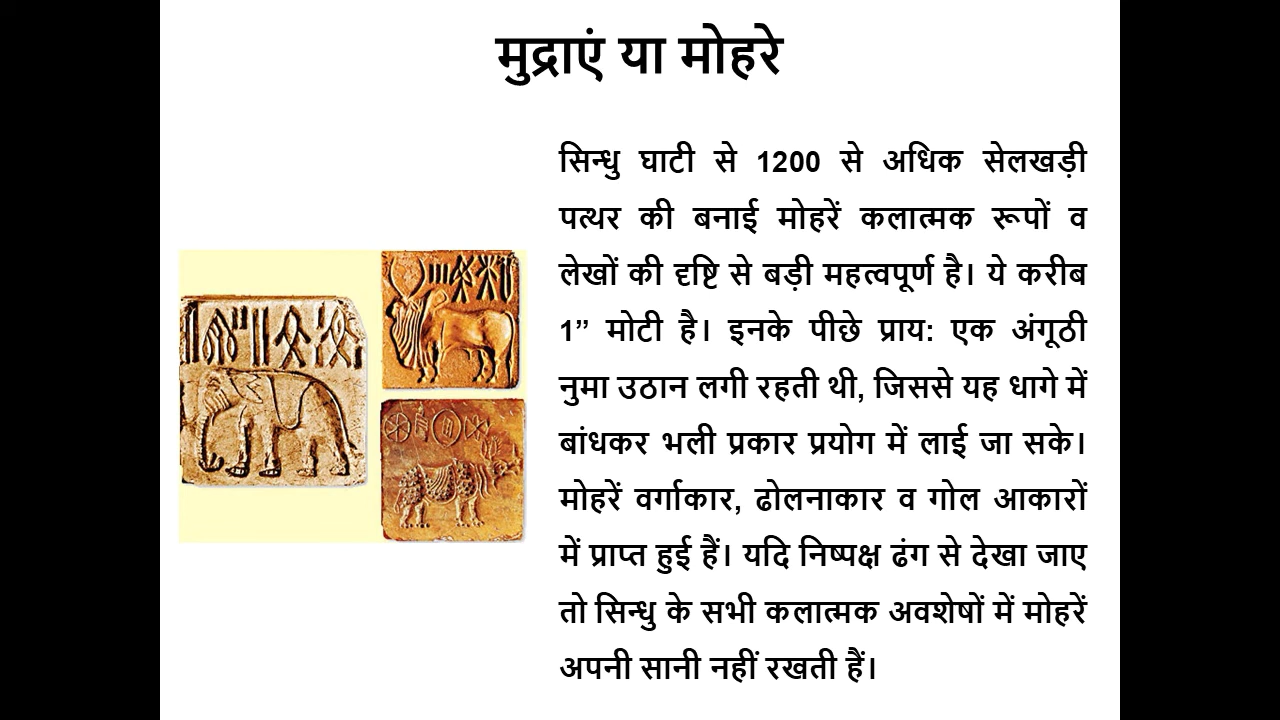 मुद्राएं या मोहरे
सिन्धु घाटी से 1200 से अधिक सेलखड़ी
पत्थर की बनाई मोहरें कलात्मक रूपों व
लेखों की दृष्टि से बड़ी महत्वपूर्ण है। ये करीब
1” मोटी है। इनके पीछे प्राय: एक अंगूठी
नुमा उठान लगी रहती थी, जिससे यह धागे में
बांधकर भली प्रकार प्रयोग में लाई जा सके।
मोहरें वर्गाकार, ढोलनाकार व गोल आकारों
में प्राप्त हुई हैं। यदि निष्पक्ष ढंग से देखा जाए
तो सिन्धु के सभी कलात्मक अवशेषों में मोहरें
अपनी सानी नहीं रखती हैं।